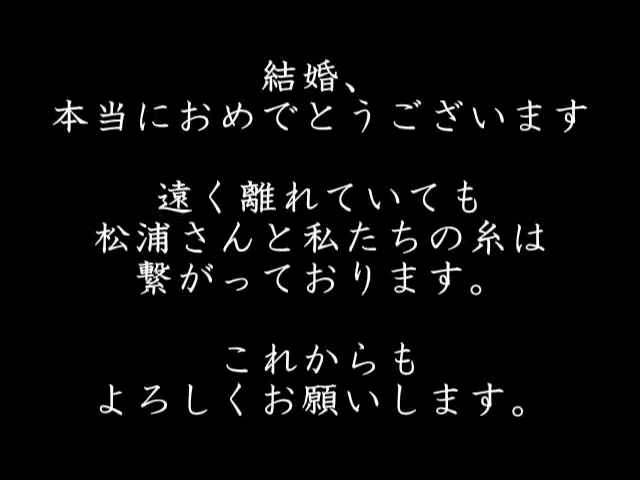 結婚、
本当におめでとうございます
遠く離れていても
松浦さんと私たちの糸は
繋がっております。
これからも
よろしくお願いします。